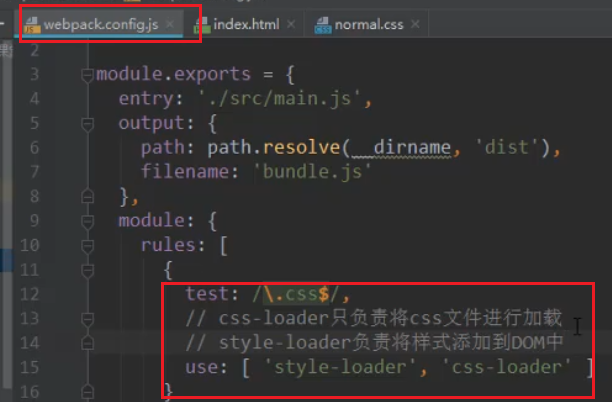 webpack.config.js index.html normal.css
2
3 module.exports = {
4 entry: './src/main.js',
5 output: {
6 path: path.resolve(__dirname, 'dist'),
7 filename: 'bundle.js'
8 },
9 module: {
10 rules: [
11 {
12 test: /\.css$/,
13 // css-loader只负责将css文件进行加载
14 // style-loader负责将样式添加到DOM中
15 use: [ 'style-loader', 'css-loader' ]
16 }